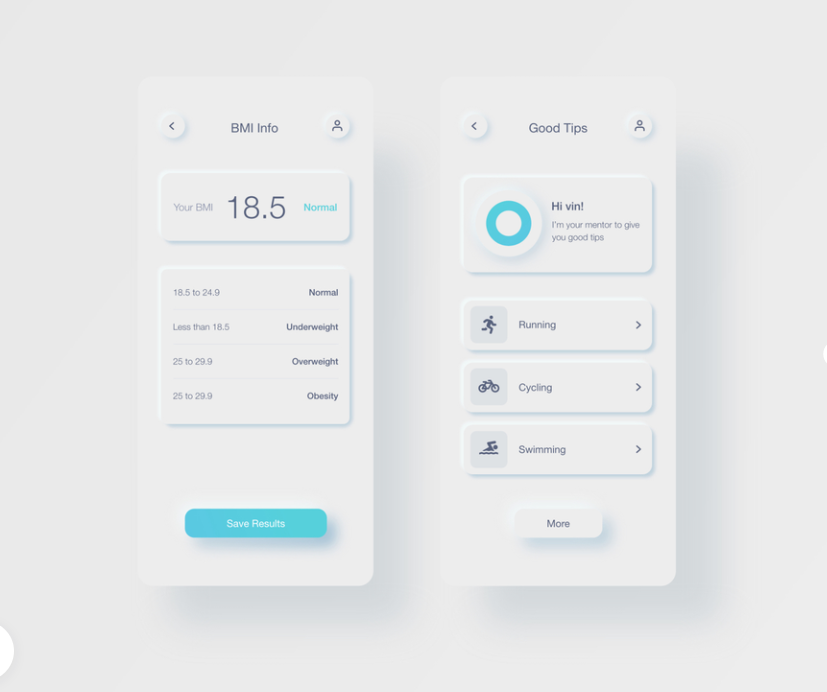 BMI Info
Your BMI 18.5 Normal
18.5 to 24.9 Normal
Less than 18.5 Underweight
25 to 29.9 Overweight
25 to 29.9 Obesity
Save Results
Good Tips
Hi vin!
I'm your mentor to give
you good tips
Running
Cycling
Swimming
More